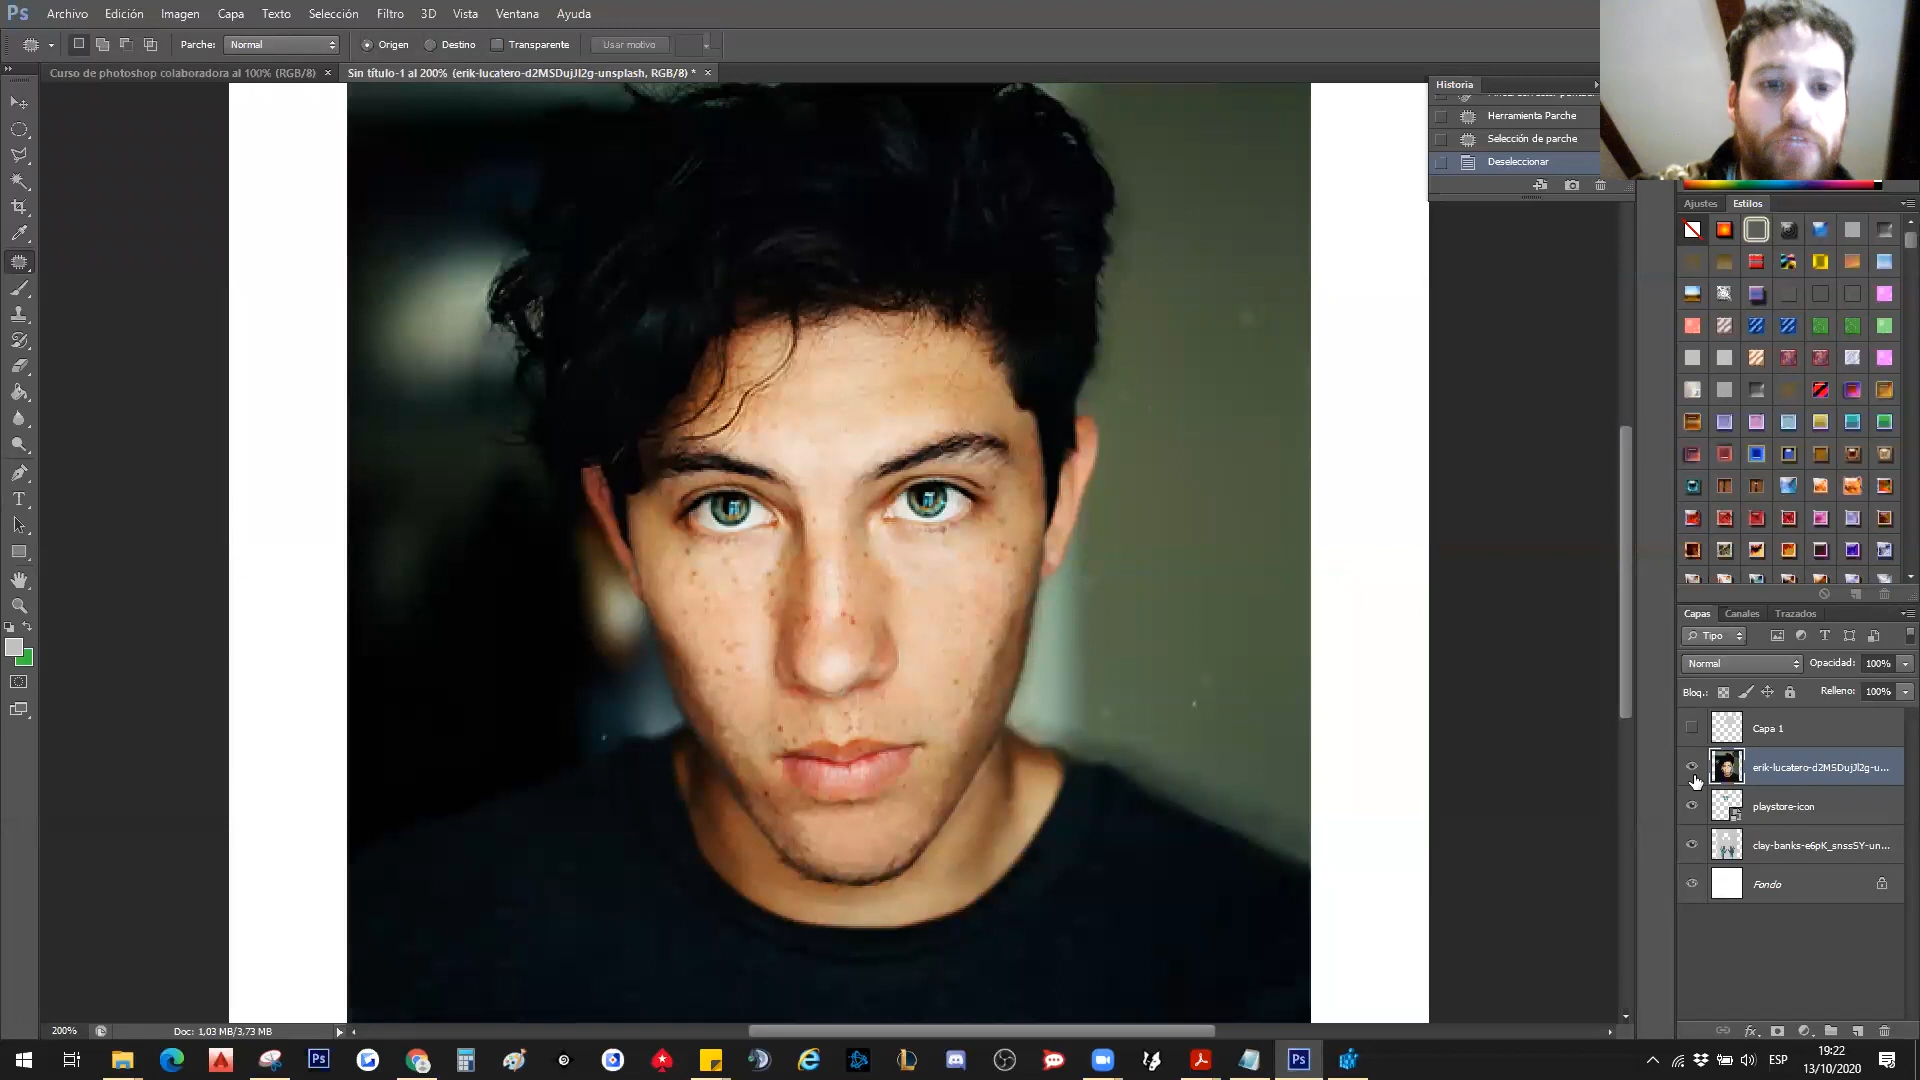 Ps Archivo Edición Imagen Capa Texto Selección Filtro 3D Vista Ventana Ayuda
Parche: Normal Origen Destino Transparente Usar motivo
Curso de photoshop colaboradora al 100% (RGB/8) × Sin título-1 al 200% (erik-lucatero-d2MSDujJl2g-unsplash, RGB/8) * ×
Historia
Herramienta Parche
Selección de parche
Deseleccionar
Ajustes Estilos
Capas Canales Trazados
Tipo
Normal Opacidad: 100%
Bloq.: Relleno: 100%
Capa 1
erik-lucatero-d2MSDujJl2g-u...
playstore-icon
clay-banks-e6pK_snssSY-un...
Fondo
200% Doc: 1,03 MB/3,73 MB
ESP
19:22
13/10/2020